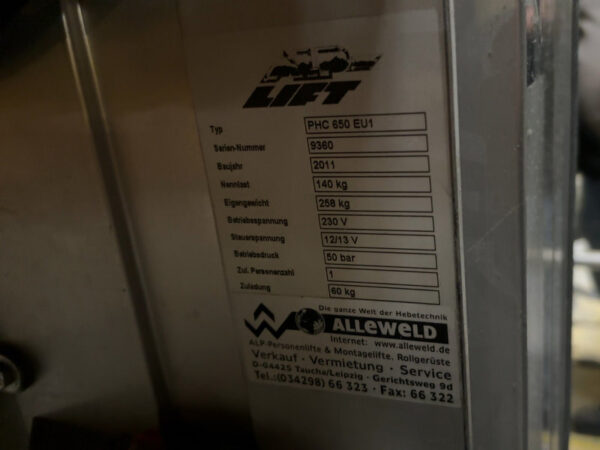 ALP
LIFT
Typ PHC 650 EU1
Serien-Nummer 9360
Baujahr 2011
Nennlast 140 kg
Eigengewicht 258 kg
Betriebsspannung 230 V
Steuerspannung 12/13 V
Betriebsdruck 50 bar
Zul. Personenzahl 1
Zuladung 60 kg
Die ganze Welt der Hebetechnik
ALLeWELD
Internet: www.alleweld.de
ALP-Personenlifte & Montagelifte, Rollgerüste
Verkauf · Vermietung · Service
D-04425 Taucha/Leipzig · Gerichtsweg 9d
Tel.:(034298) 66 323 · Fax: 66 322